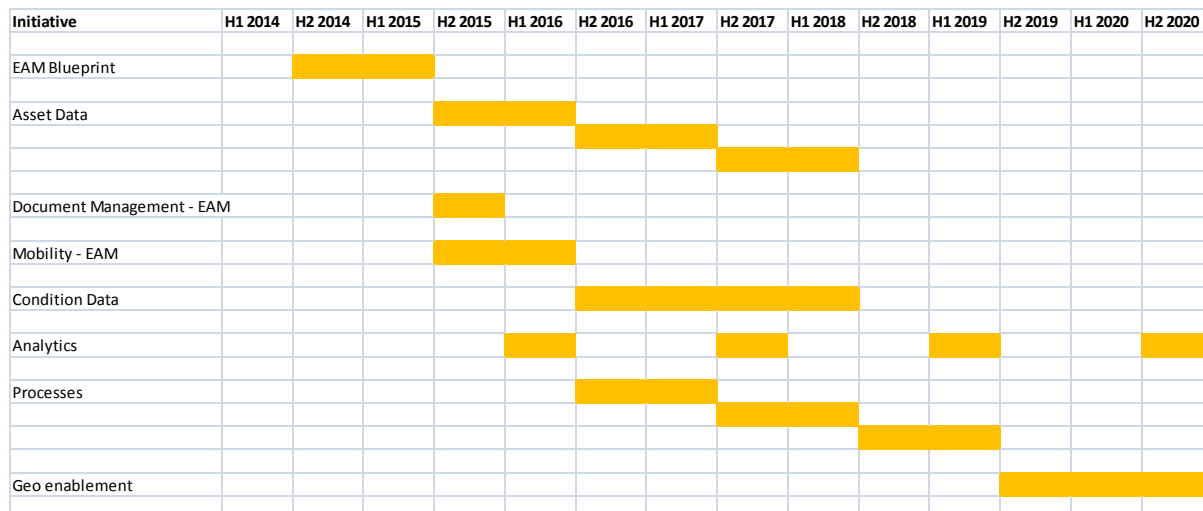 Initiative H1 2014 H2 2014 H1 2015 H2 2015 H1 2016 H2 2016 H1 2017 H2 2017 H1 2018 H2 2018 H1 2019 H2 2019 H1 2020 H2 2020
EAM Blueprint
Asset Data
Document Management - EAM
Mobility - EAM
Condition Data
Analytics
Processes
Geo enablement